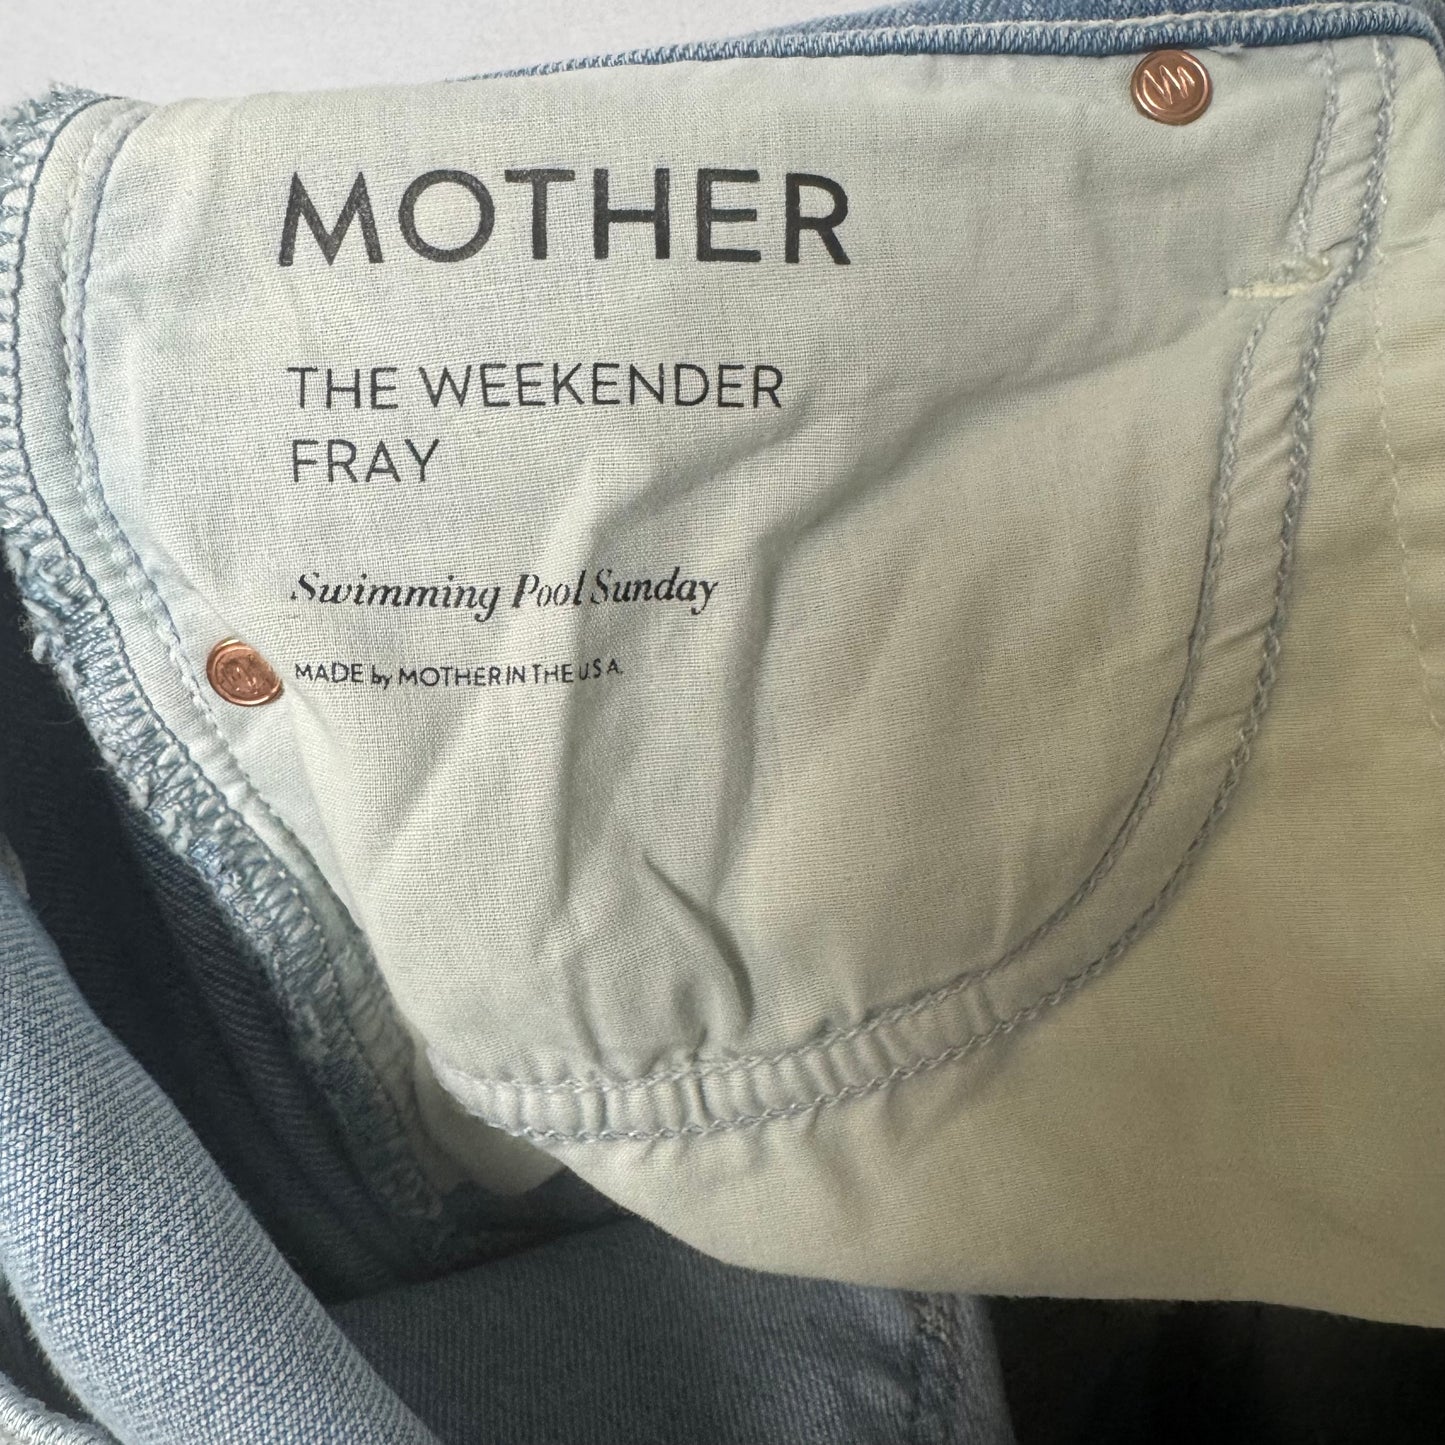 MOTHER
THE WEEKENDER
FRAY
Swimming Pool Sunday
MADE by MOTHER IN THE U.S.A.